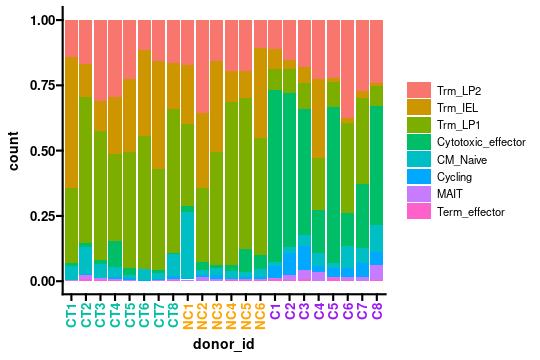 1.00
0.75
0.50
0.25
0.00
count
CT1 CT2 CT3 CT4 CT5 CT6 CT7 CT8 NC1 NC2 NC3 NC4 NC5 NC6 C1 C2 C3 C4 C5 C6 C7 C8
donor_id
Trm_LP2
Trm_IEL
Trm_LP1
Cytotoxic_effector
CM_Naive
Cycling
MAIT
Term_effector